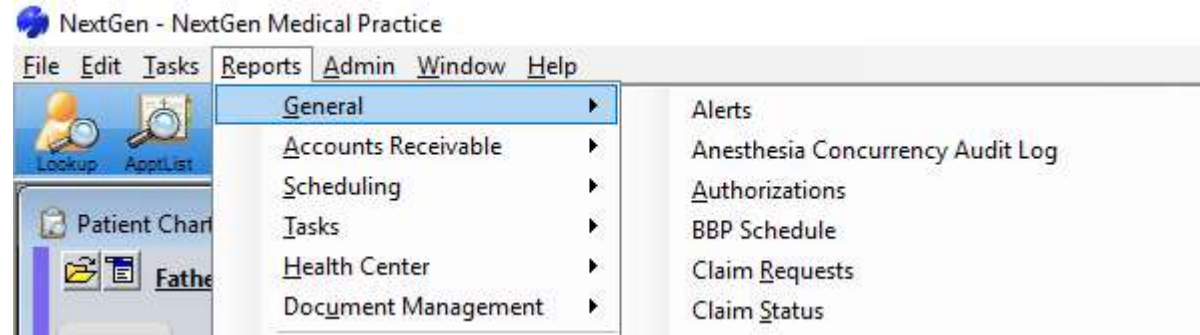 NextGen - NextGen Medical Practice
File Edit Tasks Reports Admin Window Help
Lookup ApptList
General
Accounts Receivable
Scheduling
Tasks
Health Center
Document Management
Alerts
Anesthesia Concurrency Audit Log
Authorizations
BBP Schedule
Claim Requests
Claim Status
Patient Chart
Fathe